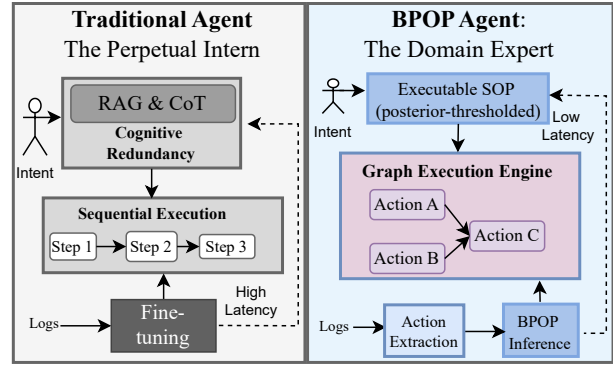 Traditional Agent
The Perpetual Intern
RAG & CoT
Cognitive
Redundancy
Intent
Sequential Execution
Step 1
Step 2
Step 3
High
Latency
Logs
Fine-
tuning
BPOP Agent:
The Domain Expert
Executable SOP
(posterior-thresholded)
Intent
Low
Latency
Graph Execution Engine
Action A
Action B
Action C
Logs
Action
Extraction
BPOP
Inference